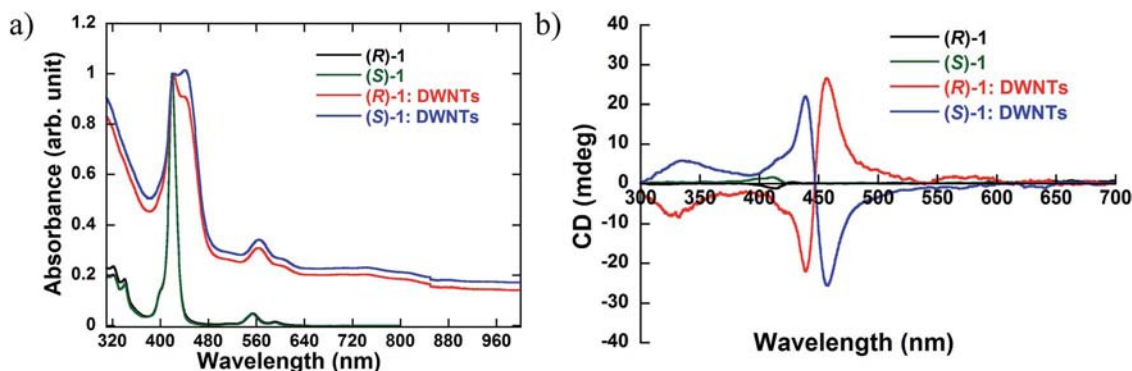 a)
1.2
1
0.8
0.6
0.4
0.2
0
Absorbance (arb. unit)
(R)-1
(S)-1
(R)-1: DWNTs
(S)-1: DWNTs
320 400 480 560 640 720 800 880 960
Wavelength (nm)
b)
40
30
20
10
0
-10
-20
-30
-40
CD (mdeg)
(R)-1
(S)-1
(R)-1: DWNTs
(S)-1: DWNTs
300 350 400 450 500 550 600 650 700
Wavelength (nm)